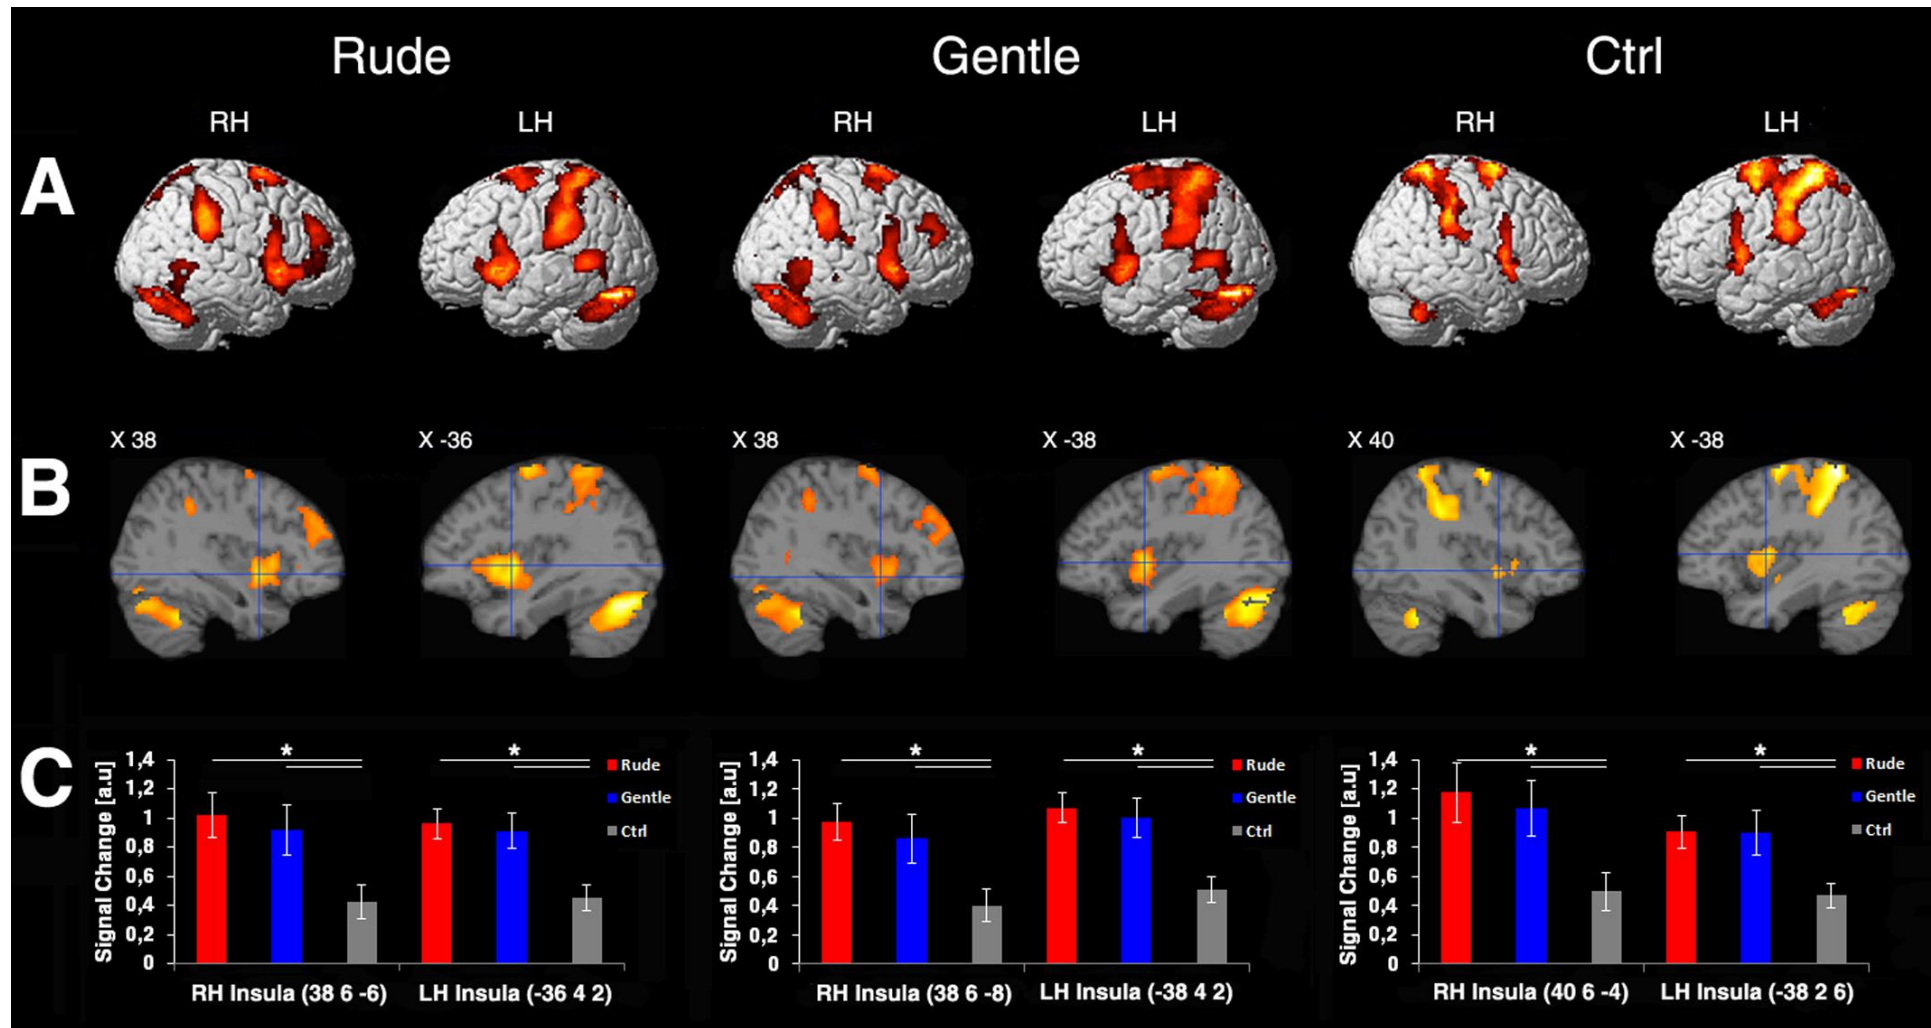 Rude Gentle Ctrl
RH LH RH LH RH LH
A
X 38 X -36 X 38 X -38 X 40 X -38
B
C
Signal Change [a.u]
1,4
1,2
1
0,8
0,6
0,4
0,2
0
* *
Rude
Gentle
Ctrl
RH Insula (38 6 -6) LH Insula (-36 4 2)
Signal Change [a.u]
1,4
1,2
1
0,8
0,6
0,4
0,2
0
* *
Rude
Gentle
Ctrl
RH Insula (38 6 -8) LH Insula (-38 4 2)
Signal Change [a.u]
1,4
1,2
1
0,8
0,6
0,4
0,2
0
* *
Rude
Gentle
Ctrl
RH Insula (40 6 -4) LH Insula (-38 2 6)